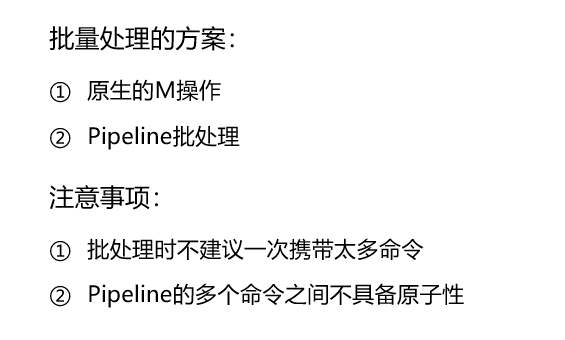 批量处理的方案：
① 原生的M操作
② Pipeline批处理
注意事项：
① 批处理时不建议一次携带太多命令
② Pipeline的多个命令之间不具备原子性